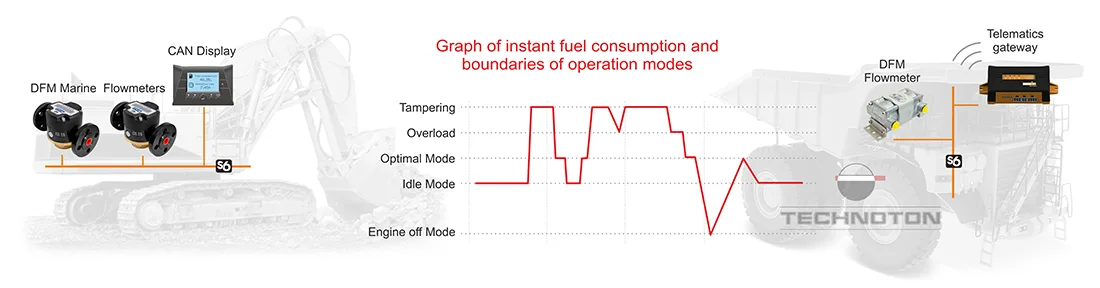 CAN Display
DFM Marine Flowmeters
S6
Graph of instant fuel consumption and
boundaries of operation modes
Tampering
Overload
Optimal Mode
Idle Mode
Engine off Mode
Telematics
gateway
DFM
Flowmeter
S6
TECHNOTON